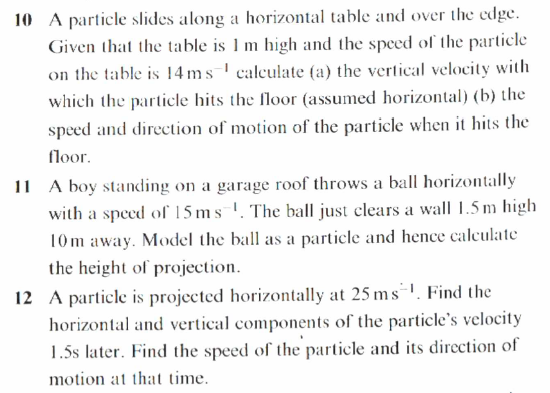 10 A particle slides along a horizontal table and over the edge.
Given that the table is 1 m high and the speed of the particle
on the table is 14 m s⁻¹ calculate (a) the vertical velocity with
which the particle hits the floor (assumed horizontal) (b) the
speed and direction of motion of the particle when it hits the
floor.
11 A boy standing on a garage roof throws a ball horizontally
with a speed of 15 m s⁻¹. The ball just clears a wall 1.5 m high
10 m away. Model the ball as a particle and hence calculate
the height of projection.
12 A particle is projected horizontally at 25 m s⁻¹. Find the
horizontal and vertical components of the particle's velocity
1.5s later. Find the speed of the particle and its direction of
motion at that time.